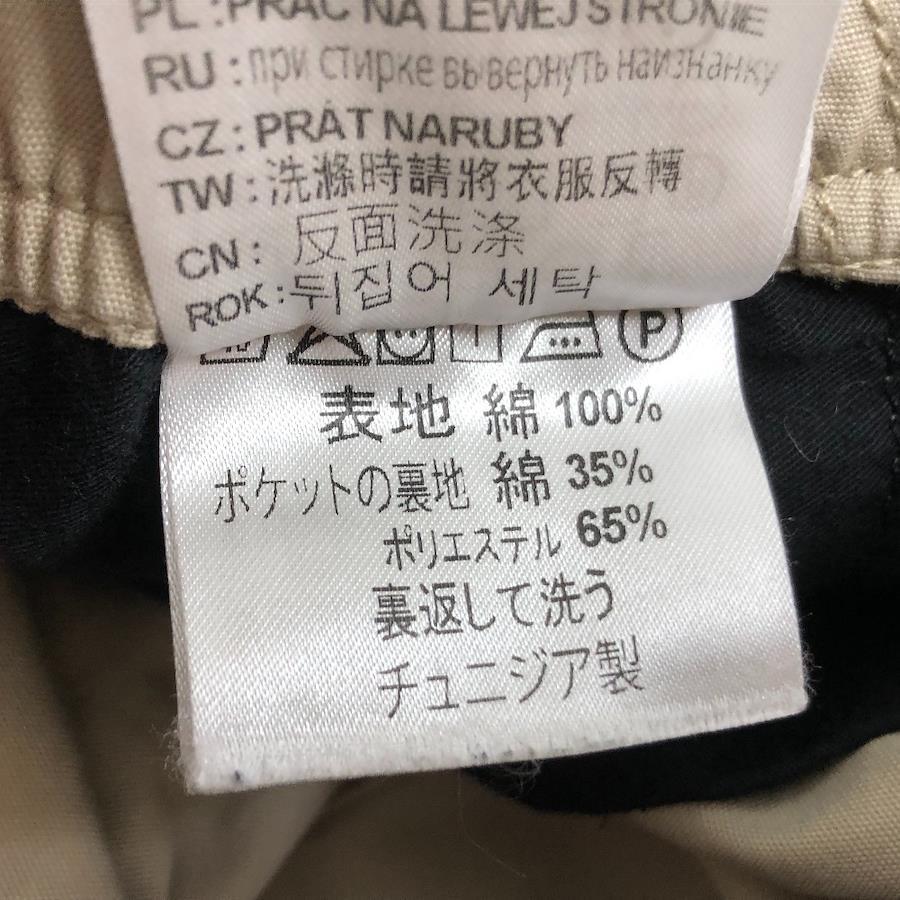 PL: PRAĆ NA LEWEJ STRONIE
RU: при стирке вывернуть наизнанку
CZ: PRÁT NARUBY
TW: 洗滌時請將衣服反轉
CN: 反面洗涤
ROK: 뒤집어 세탁
P
表地 綿 100%
ポケットの裏地 綿 35%
ポリエステル 65%
裏返して洗う
チュニジア製